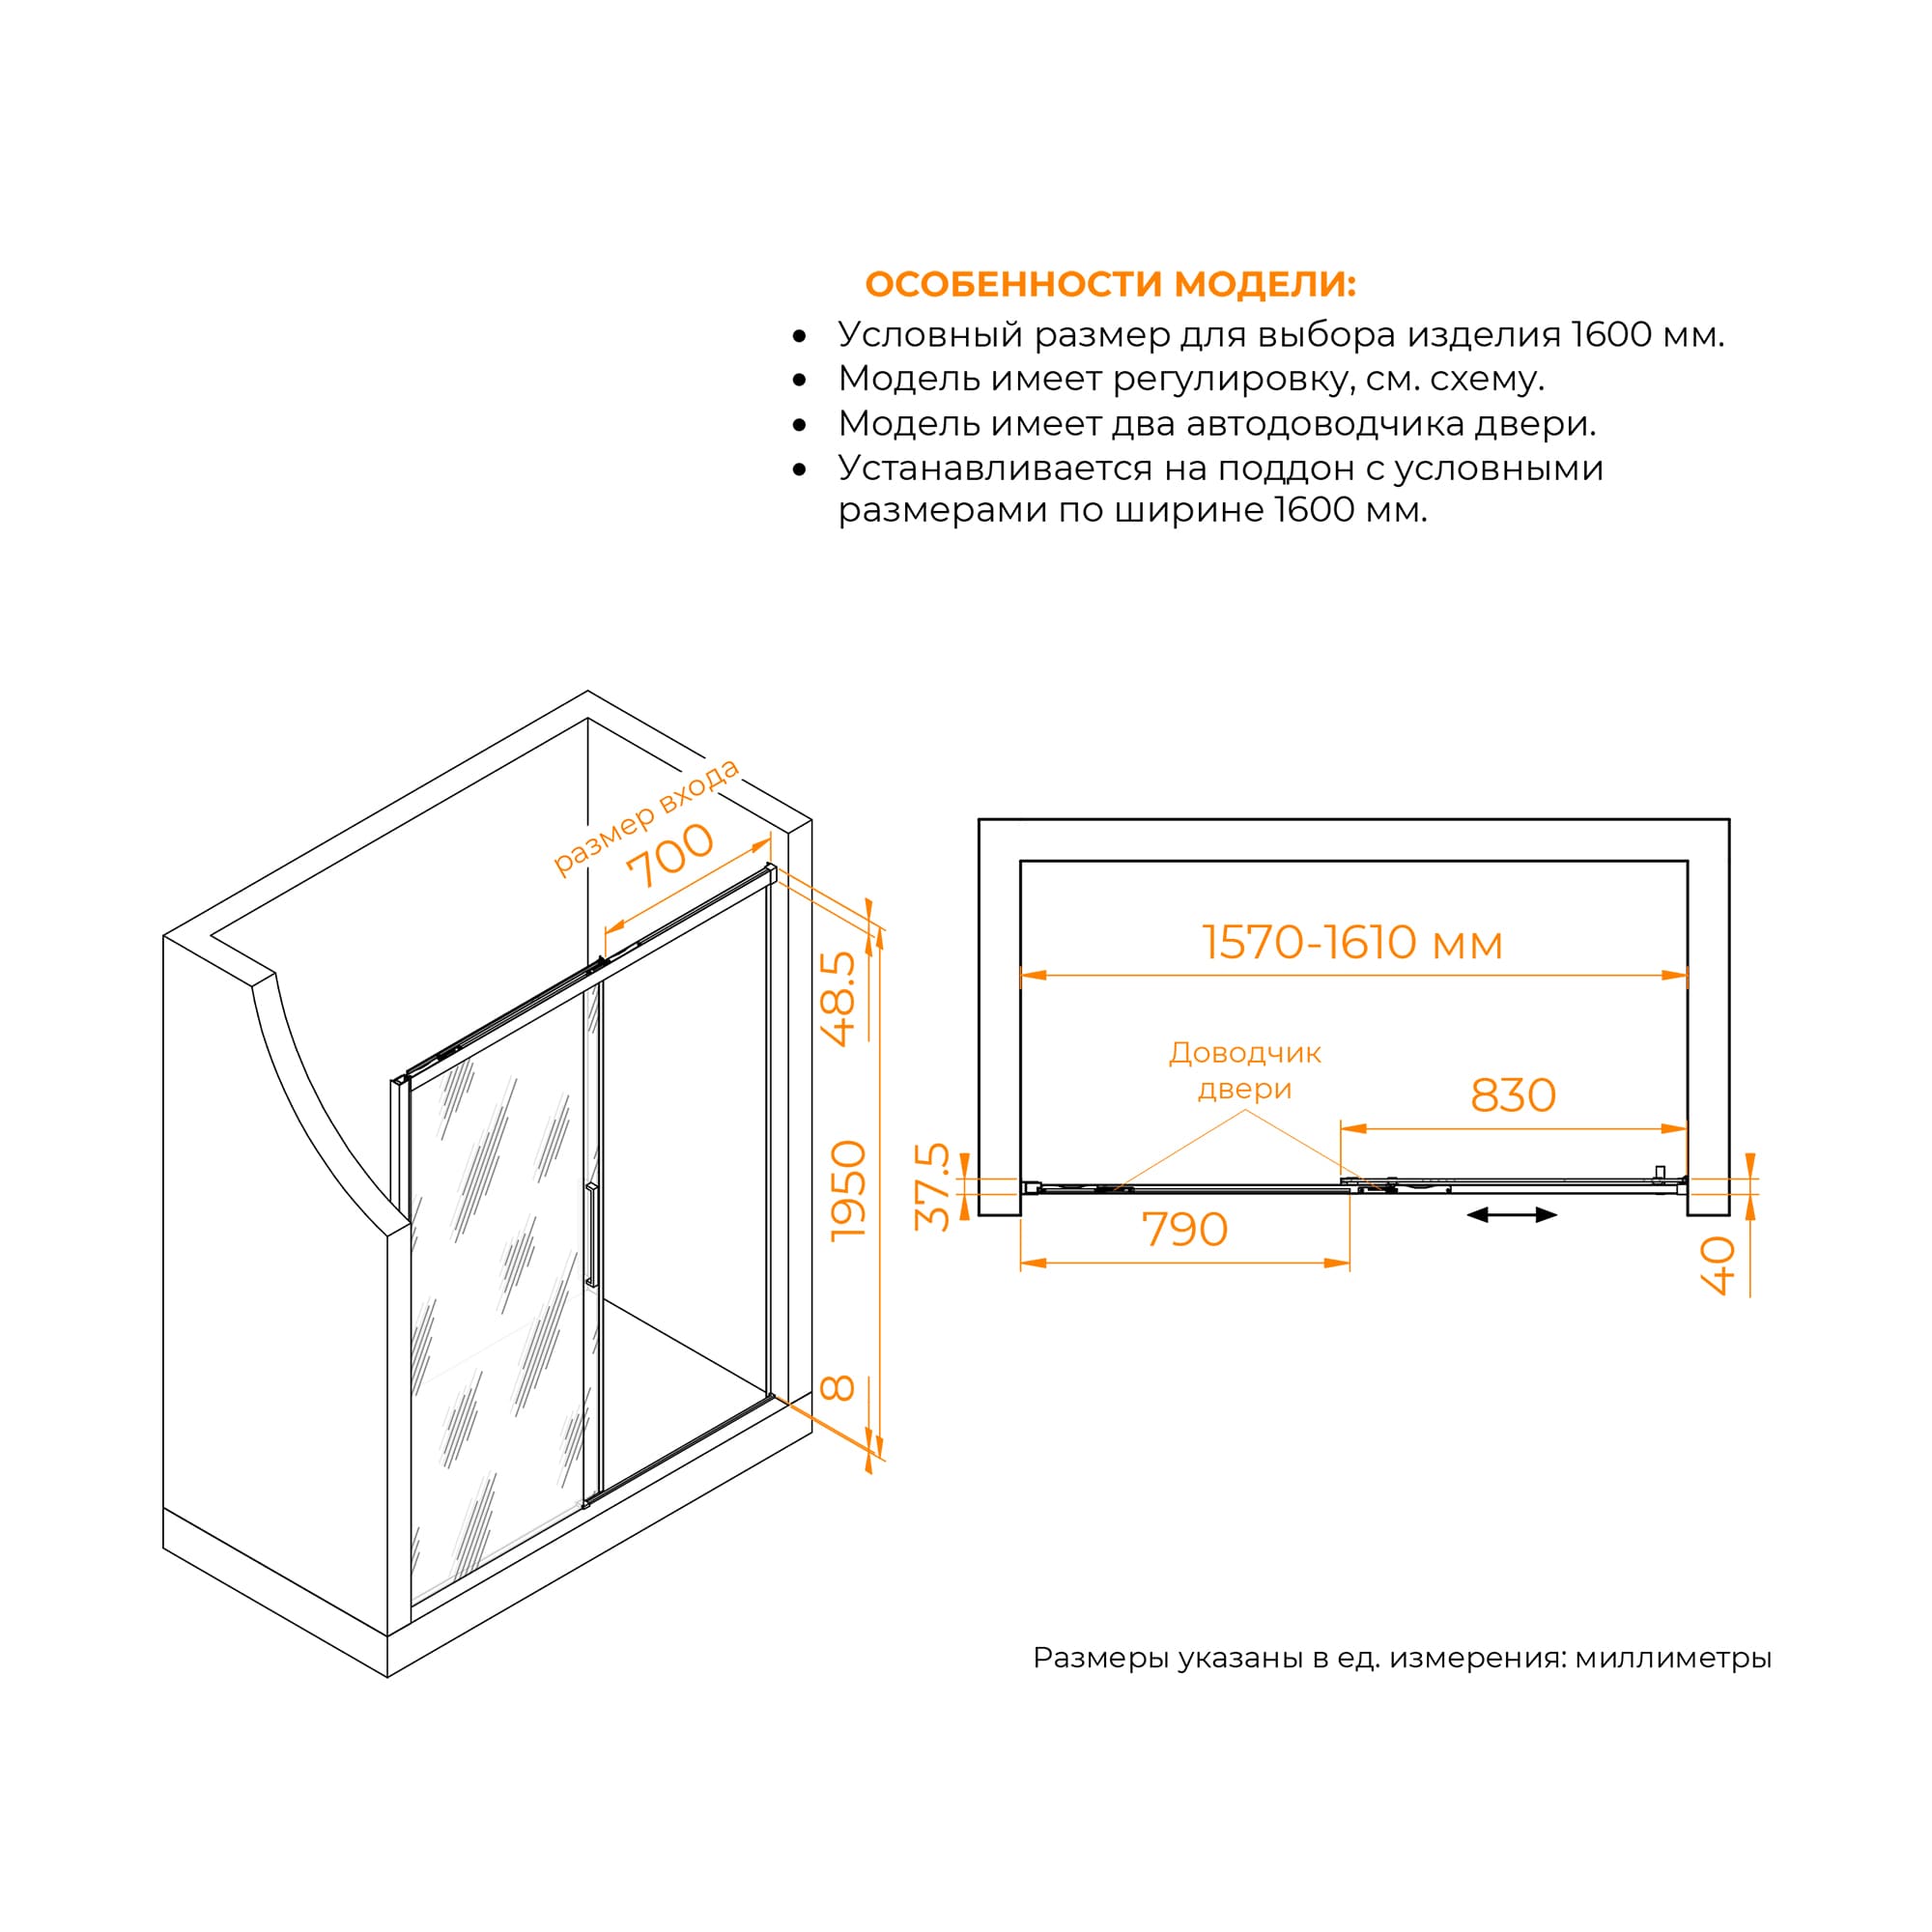 ОСОБЕННОСТИ МОДЕЛИ:
• Условный размер для выбора изделия 1600 мм.
• Модель имеет регулировку, см. схему.
• Модель имеет два автодоводчика двери.
• Устанавливается на поддон с условными
размерами по ширине 1600 мм.
размер входа
700
48.5
1950
8
1570-1610 мм
Доводчик
двери
830
37.5
790
40
Размеры указаны в ед. измерения: миллиметры